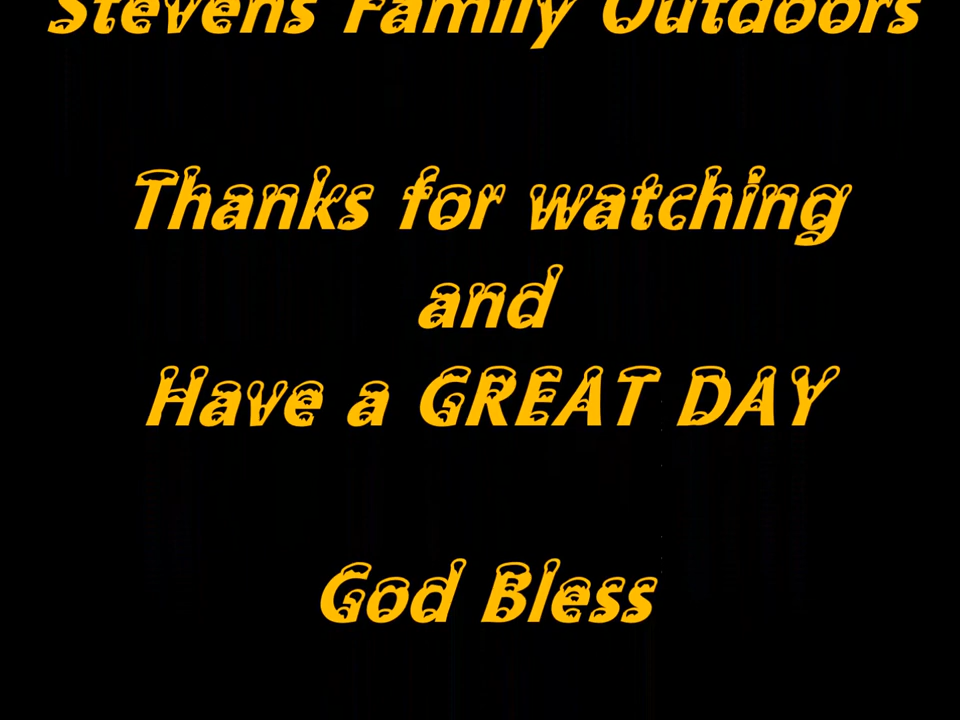 Stevens Family Outdoors
Thanks for watching
and
Have a GREAT DAY
God Bless